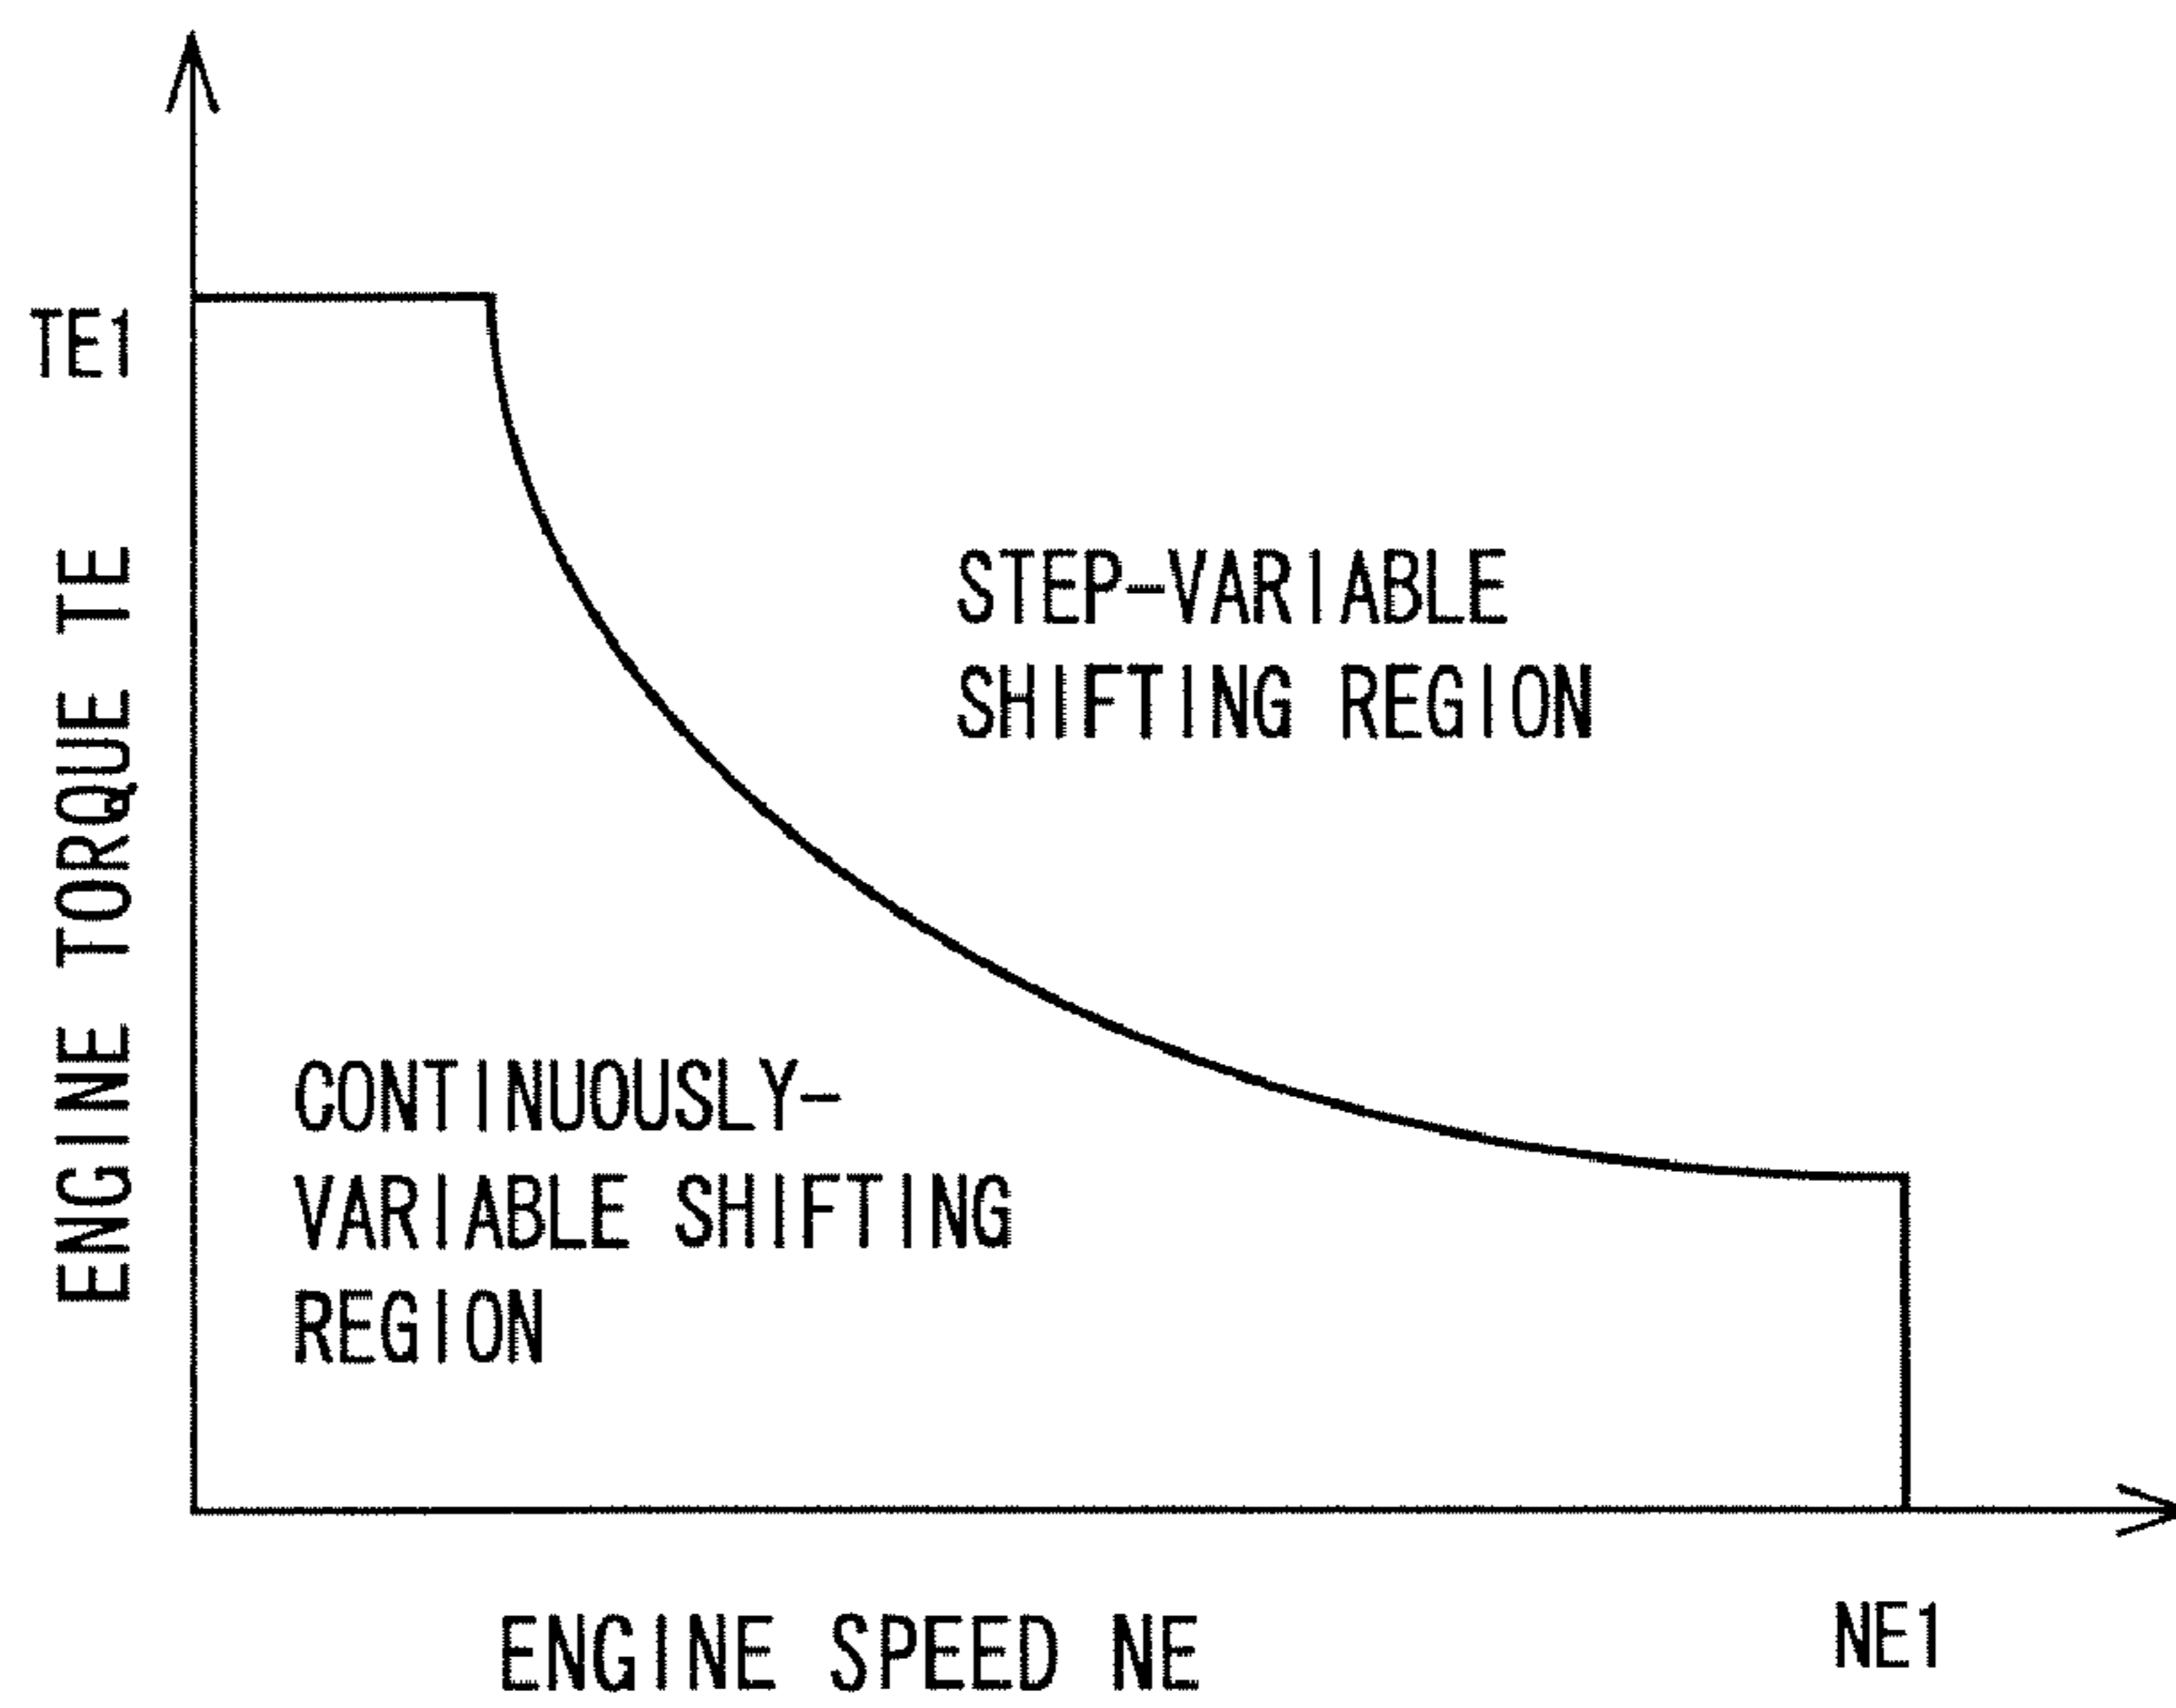 TE1
ENGINE TORQUE TE
STEP-VARIABLE
SHIFTING REGION
CONTINUOUSLY-
VARIABLE SHIFTING
REGION
ENGINE SPEED NE
NE1